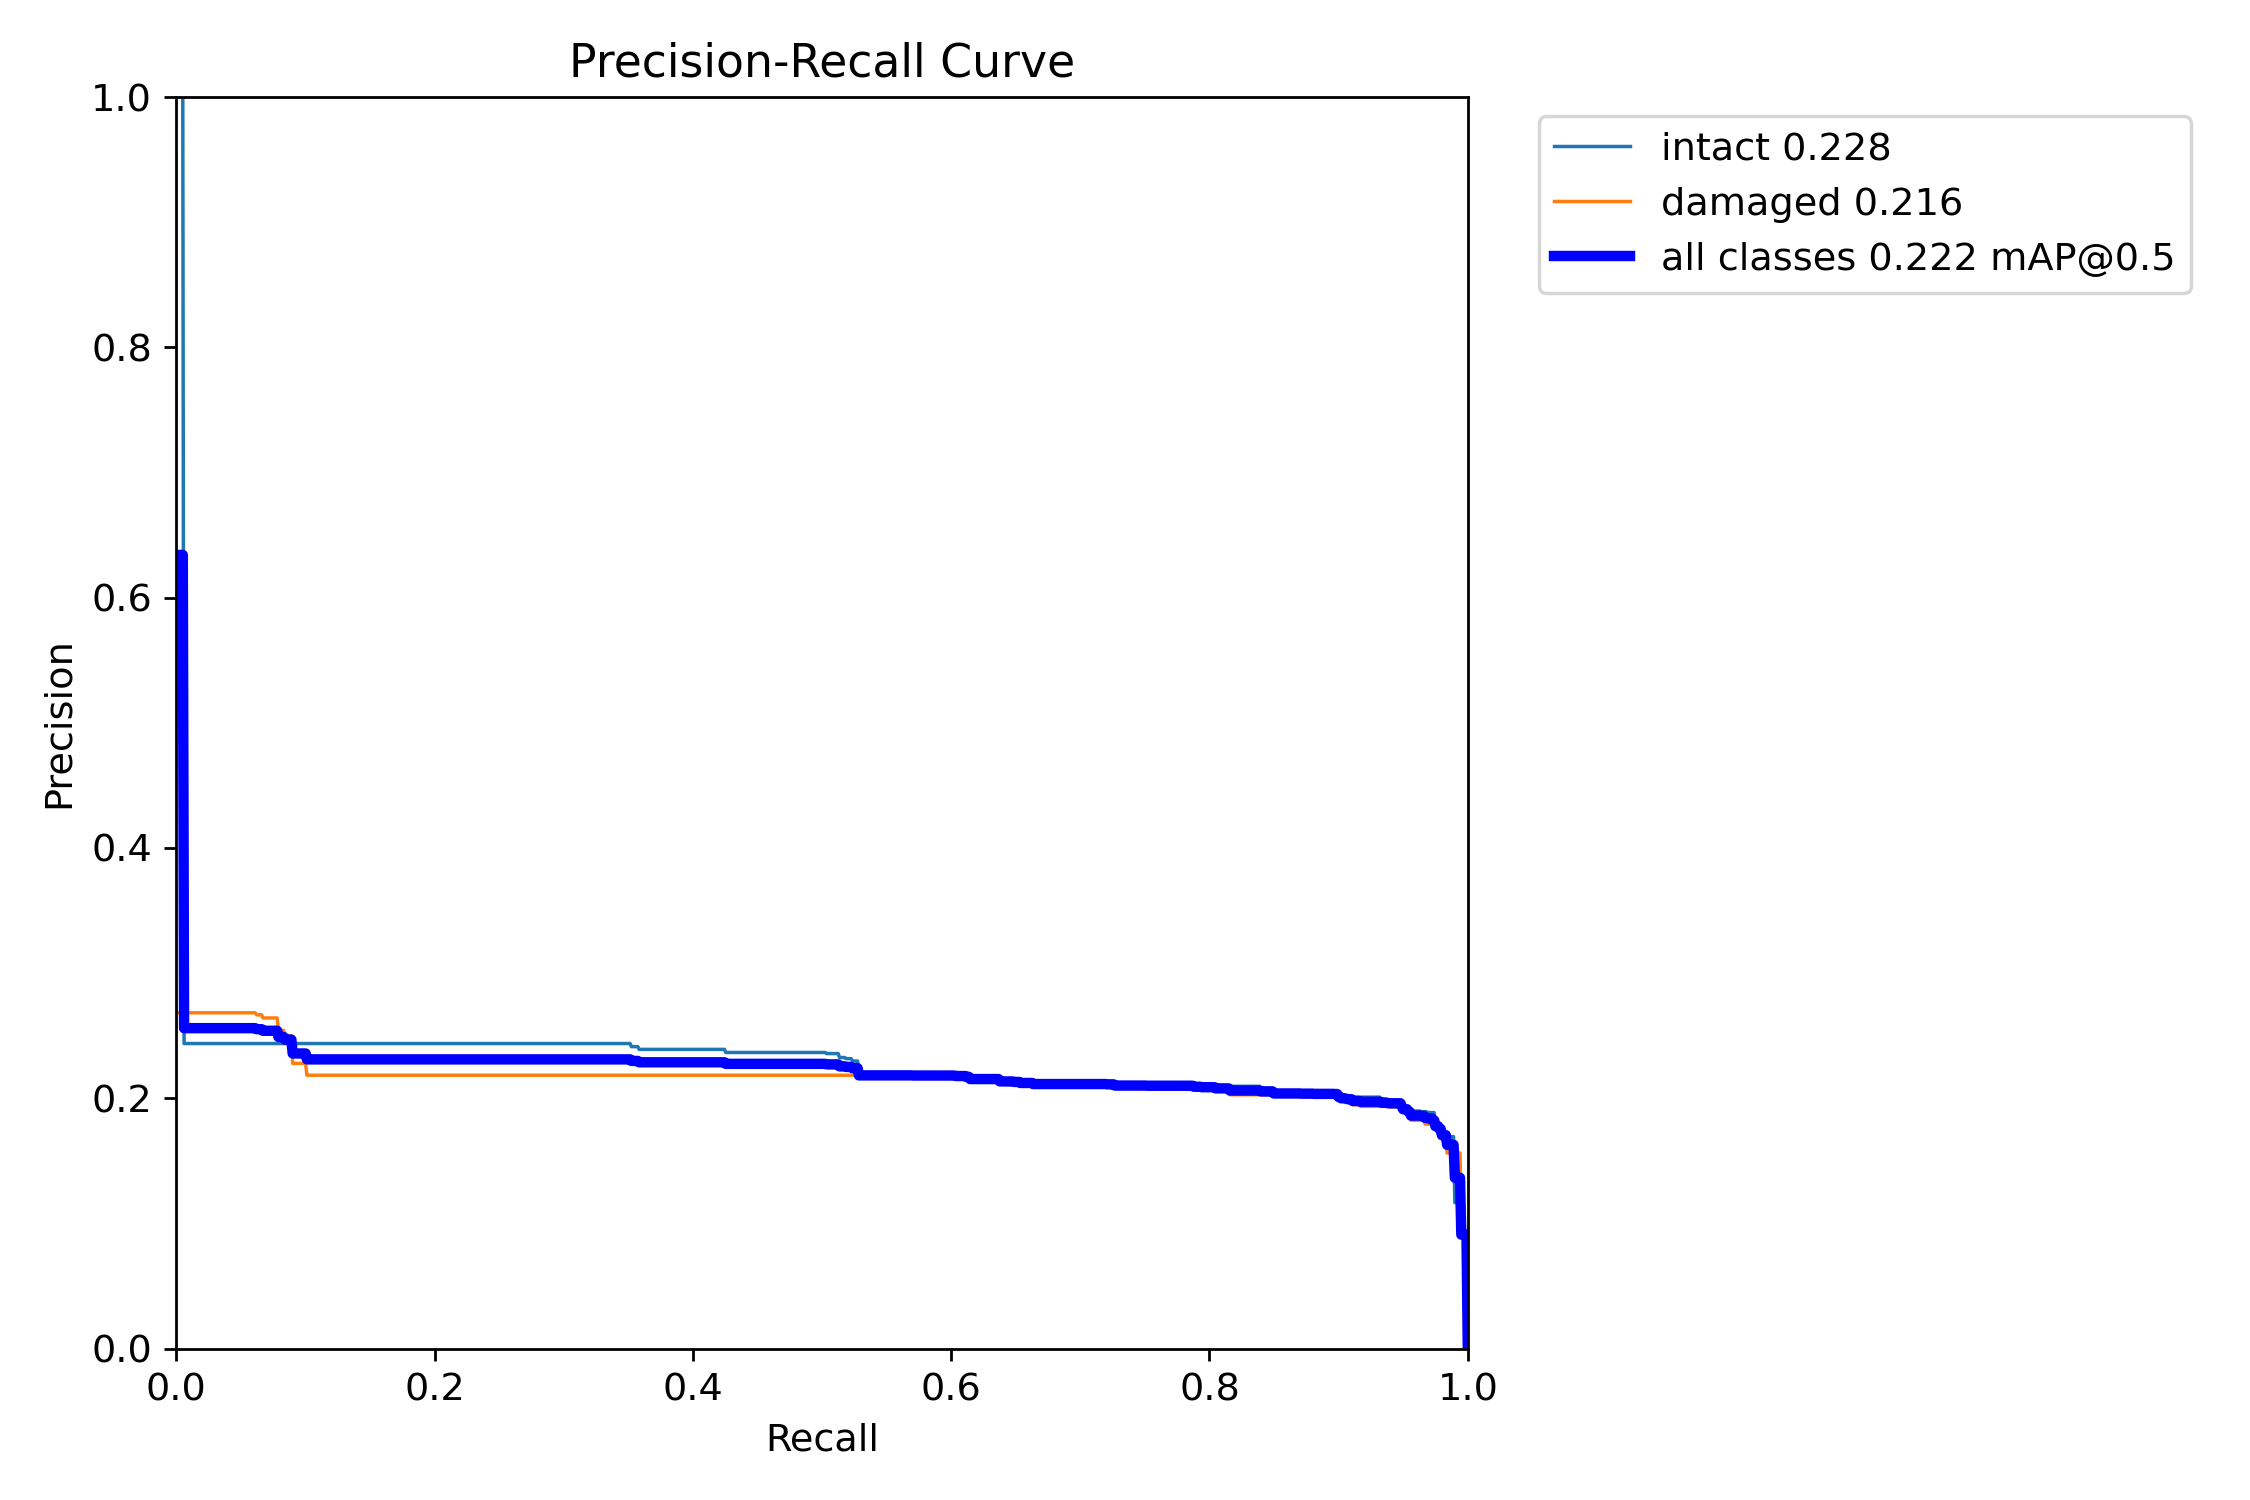 Precision-Recall Curve
intact 0.228
damaged 0.216
all classes 0.222 mAP@0.5
1.0
0.8
0.6
0.4
0.2
0.0
Precision
0.0 0.2 0.4 0.6 0.8 1.0
Recall